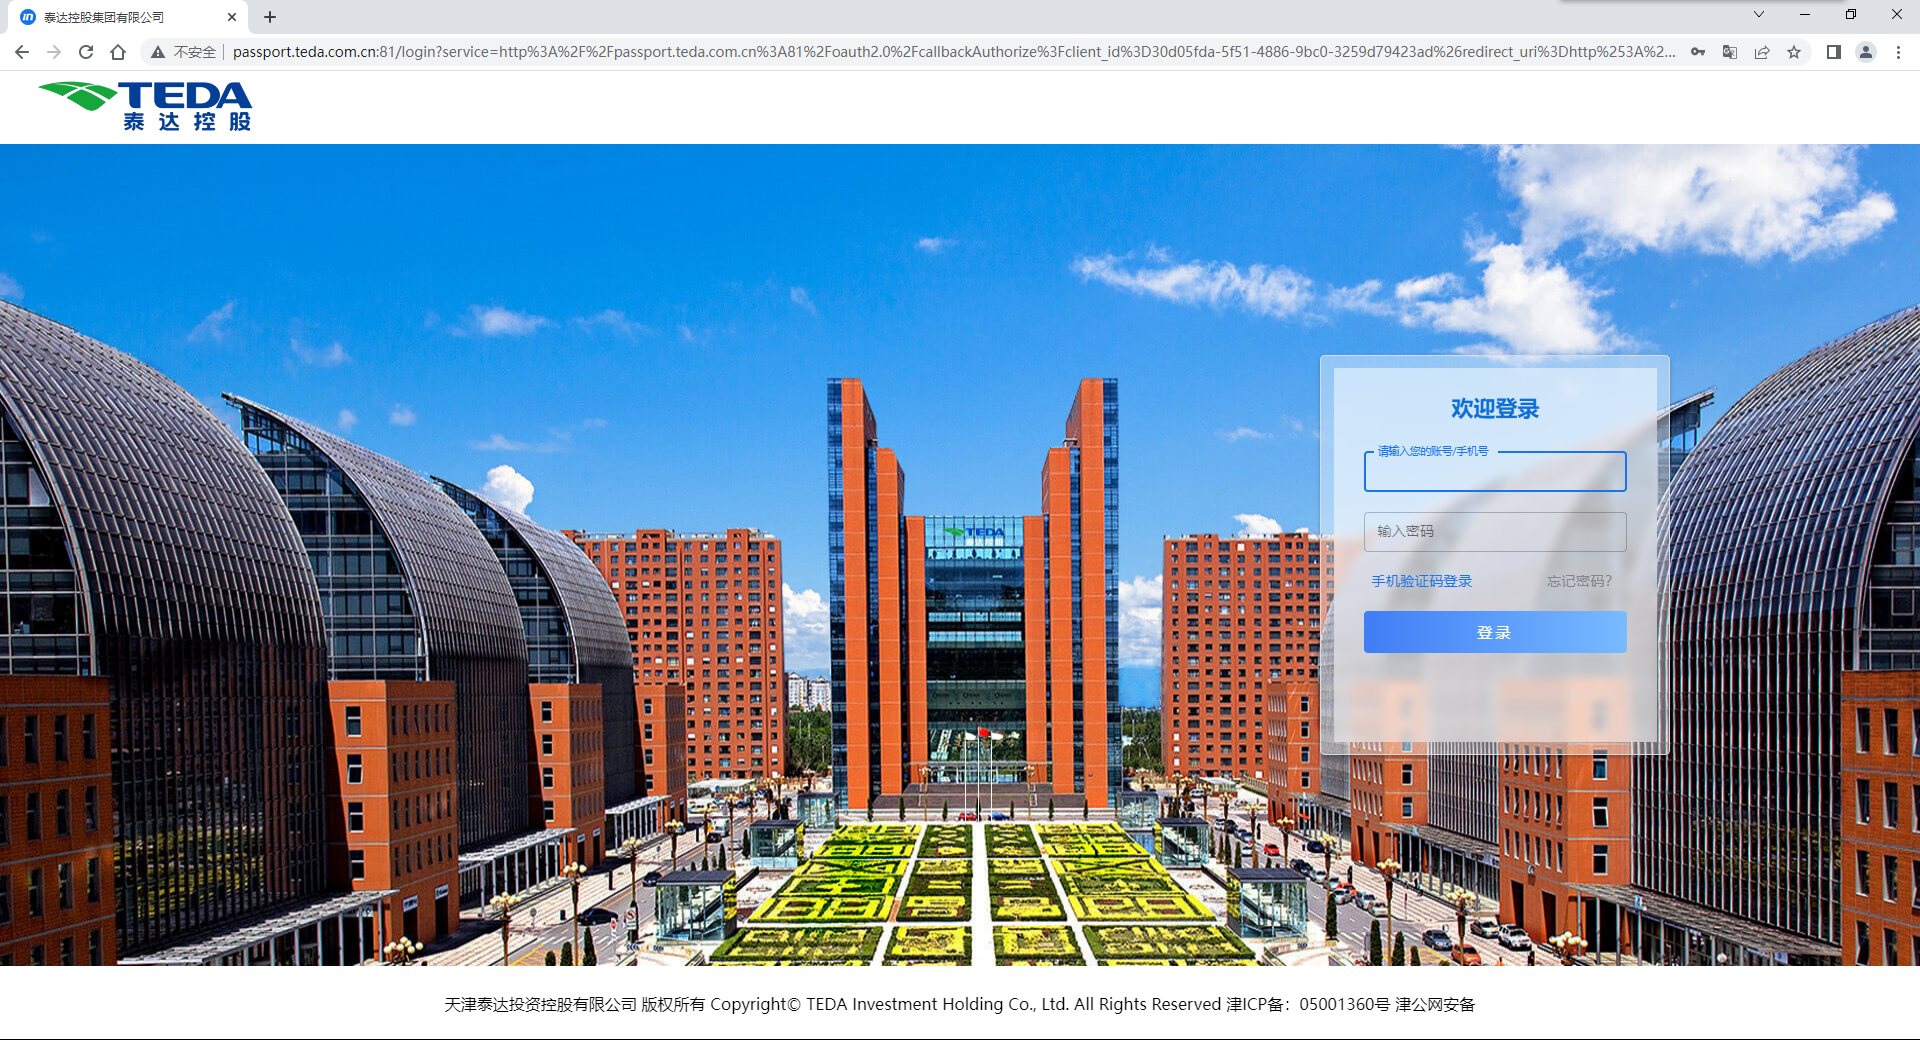 泰达控股集团有限公司
不安全
passport.teda.com.cn:81/login?service=http%3A%2F%2Fpassport.teda.com.cn%3A81%2Foauth2.0%2FcallbackAuthorize%3Fclient_id%3D30d05fda-5f51-4886-9bc0-3259d79423ad%26redirect_uri%3Dhttp%253A%2...
TEDA
泰达控股
TEDA
欢迎登录
请输入您的账号/手机号
输入密码
手机验证码登录 忘记密码?
登录
天津泰达投资控股有限公司 版权所有 Copyright© TEDA Investment Holding Co., Ltd. All Rights Reserved 津ICP备：05001360号 津公网安备